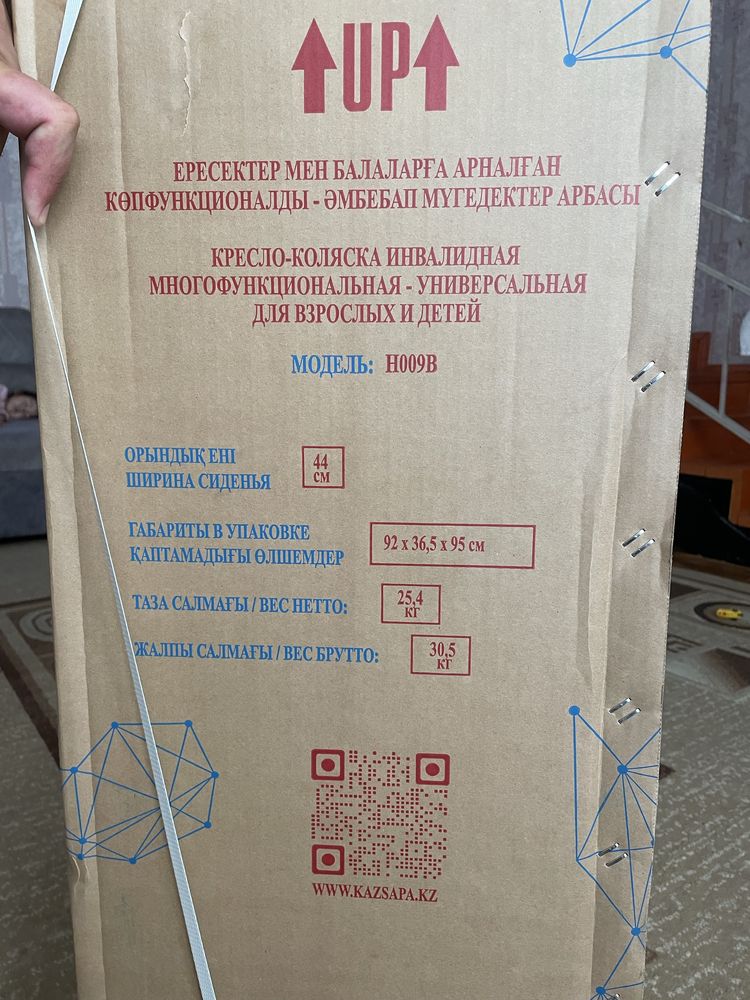 UP
ЕРЕСЕКТЕР МЕН БАЛАЛАРҒА АРНАЛҒАН
КӨПФУНКЦИОНАЛДЫ - ӘМБЕБАП МҮГЕДЕКТЕР АРБАСЫ
КРЕСЛО-КОЛЯСКА ИНВАЛИДНАЯ
МНОГОФУНКЦИОНАЛЬНАЯ - УНИВЕРСАЛЬНАЯ
ДЛЯ ВЗРОСЛЫХ И ДЕТЕЙ
МОДЕЛЬ: H009B
ОРЫНДЫҚ ЕНІ
ШИРИНА СИДЕНЬЯ
44
СМ
ГАБАРИТЫ В УПАКОВКЕ
ҚАПТАМАДЫҒЫ ӨЛШЕМДЕР
92 х 36,5 х 95 см
ТАЗА САЛМАҒЫ / ВЕС НЕТТО:
25,4
КГ
ЖАЛПЫ САЛМАҒЫ / ВЕС БРУТТО:
30,5
КГ
WWW.KAZSAPA.KZ